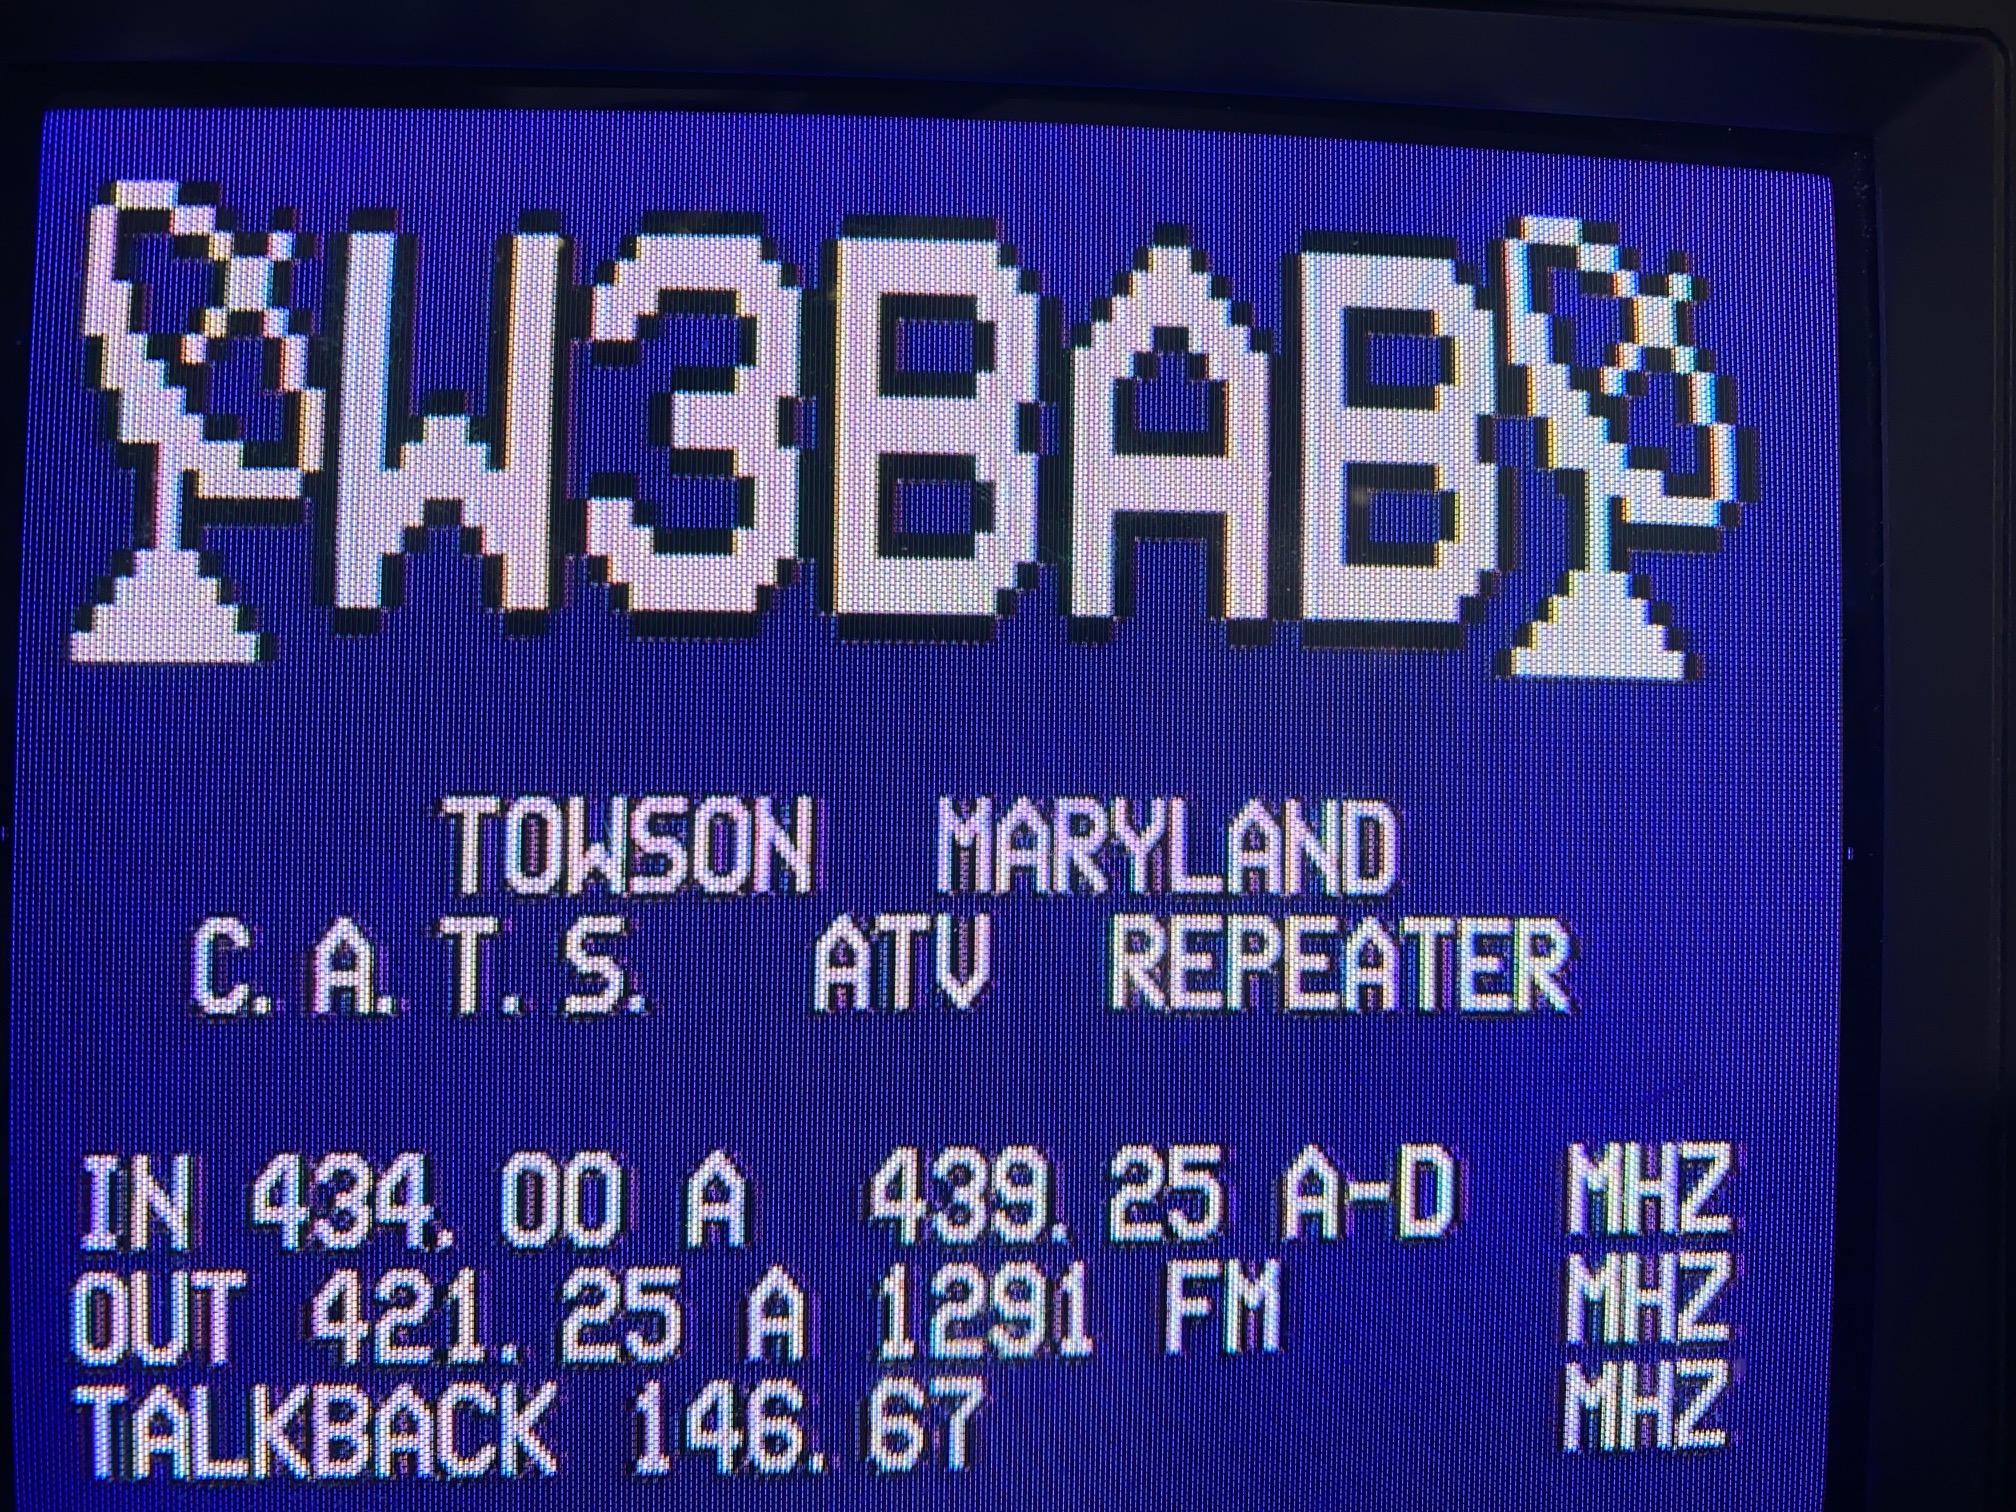 W3BAB
TOWSON MARYLAND
C.A.T.S. ATV REPEATER
IN 434.00 A 439.25 A-D MHZ
OUT 421.25 A 1291 FM MHZ
TALKBACK 146.67 MHZ